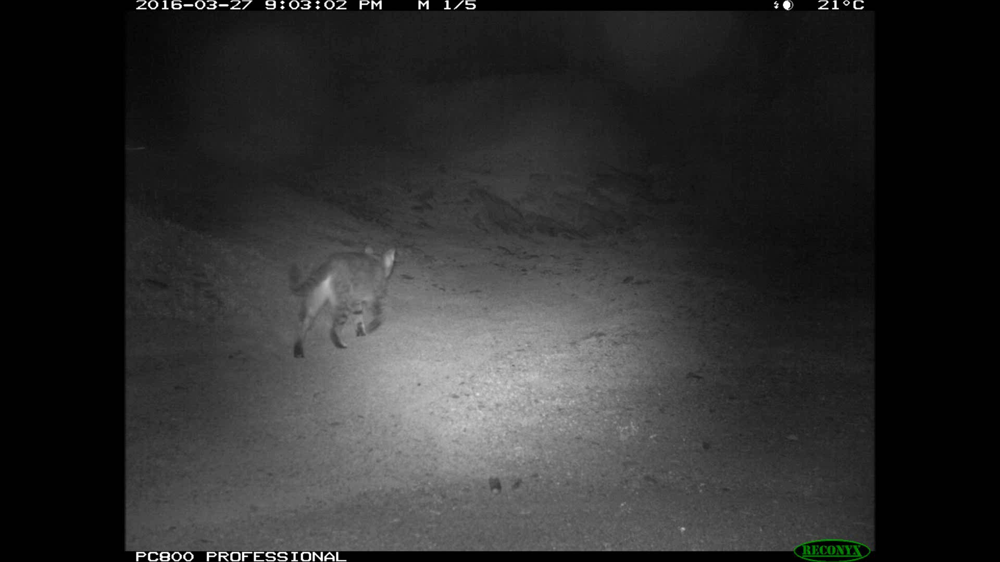 2016-03-27 9:03:02 PM M 1/5 21°C
PC800 PROFESSIONAL
RECONYX